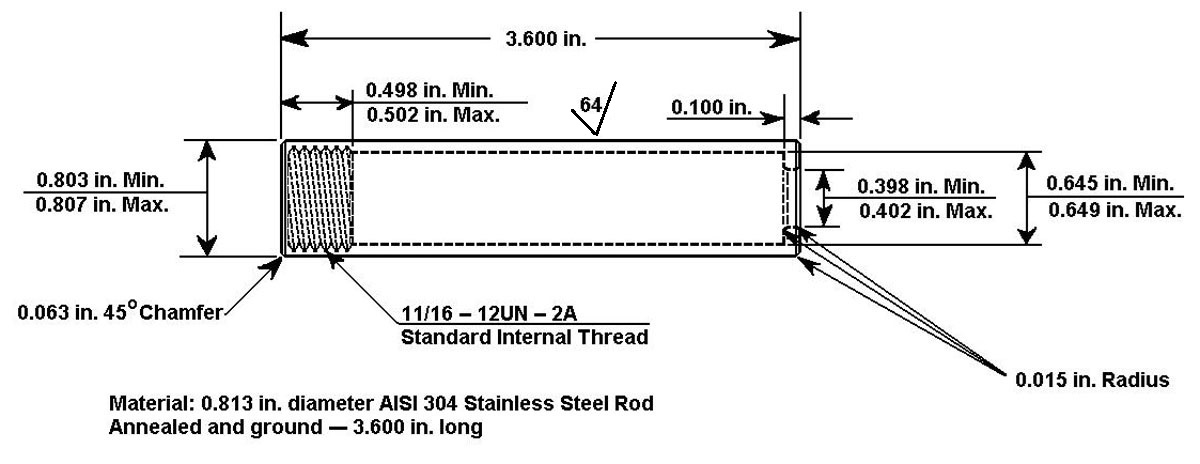 3.600 in.
0.498 in. Min.
0.502 in. Max.
64
0.100 in.
0.803 in. Min.
0.807 in. Max.
0.398 in. Min.
0.402 in. Max.
0.645 in. Min.
0.649 in. Max.
0.063 in. 45° Chamfer
11/16 – 12UN – 2A
Standard Internal Thread
0.015 in. Radius
Material: 0.813 in. diameter AISI 304 Stainless Steel Rod
Annealed and ground — 3.600 in. long